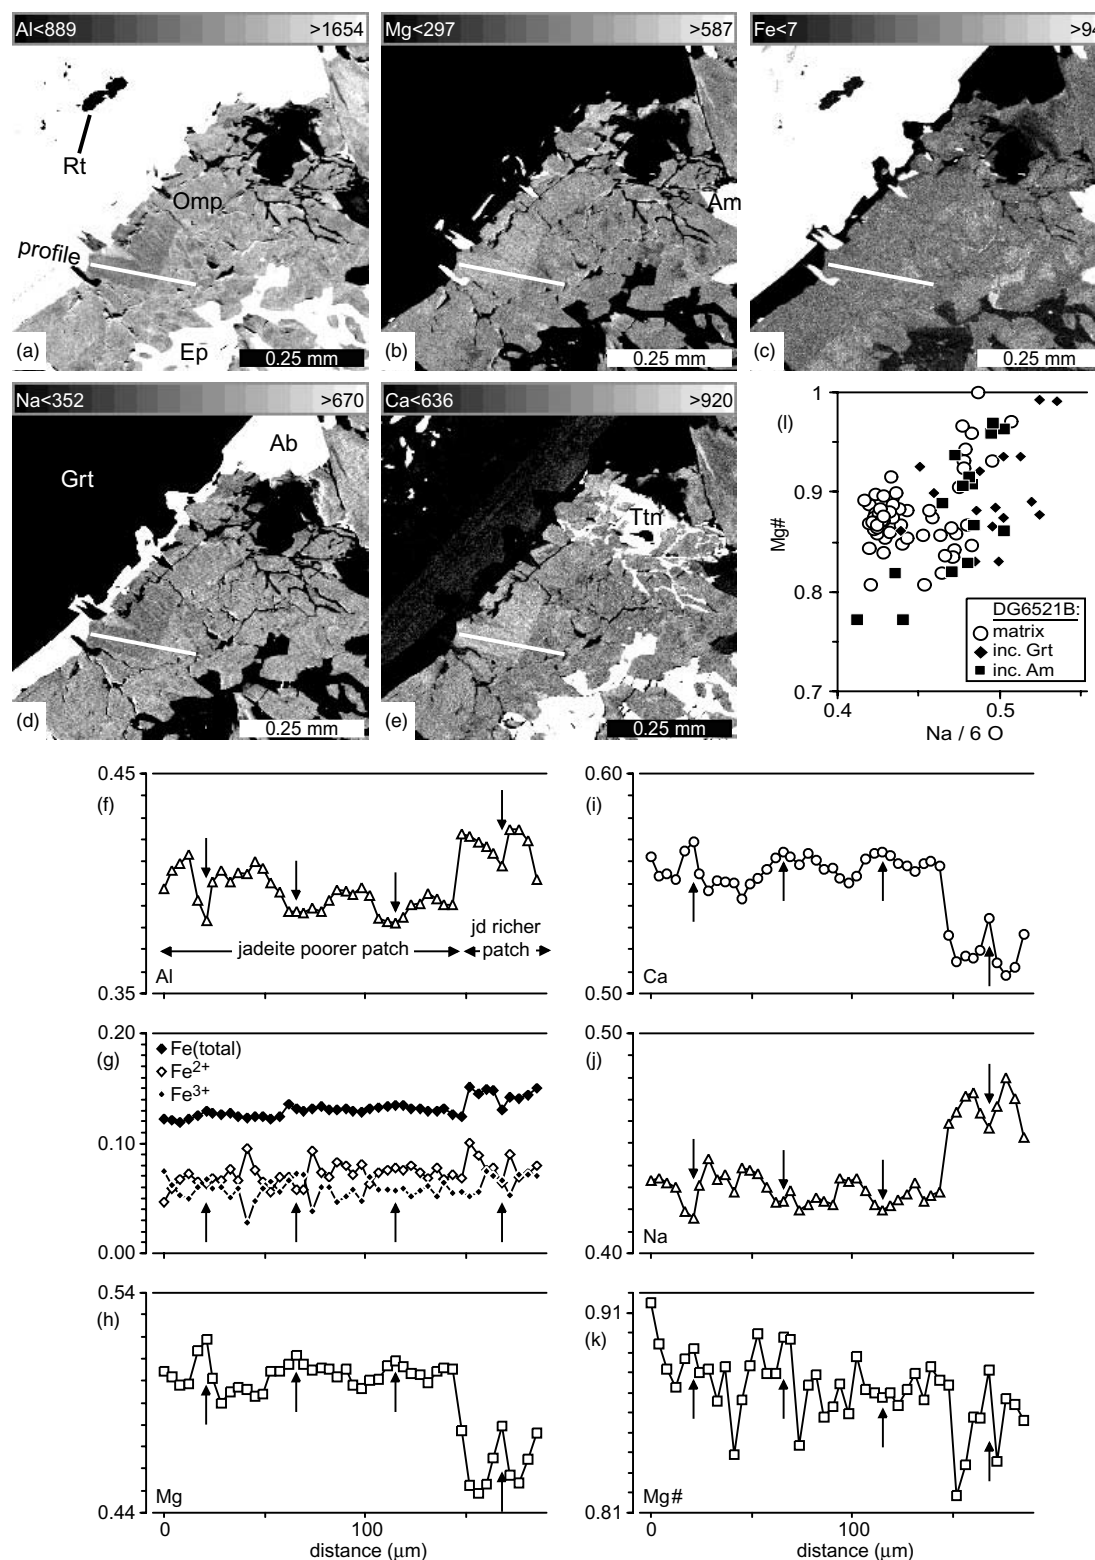 Al<889 >1654
Mg<297 >587
Fe<7 >94
Rt
Omp
profile
Ep
(a)
0.25 mm
Am
(b)
0.25 mm
(c)
0.25 mm
Na<352 >670
Ca<636 >920
Grt
Ab
(d)
0.25 mm
Ttn
(e)
0.25 mm
(l)
1
0.9
0.8
0.7
Mg#
DG6521B:
matrix
inc. Grt
inc. Am
0.4 0.5
Na / 6 O
0.45
(f)
jadeite poorer patch
jd richer
patch
Al
0.35
0.60
(i)
Ca
0.50
0.20
(g)
Fe(total)
Fe2+
Fe3+
0.10
0.00
0.50
(j)
Na
0.40
0.54
(h)
0.44
Mg
0 100
distance (μm)
0.91
(k)
0.81
Mg#
0 100
distance (μm)